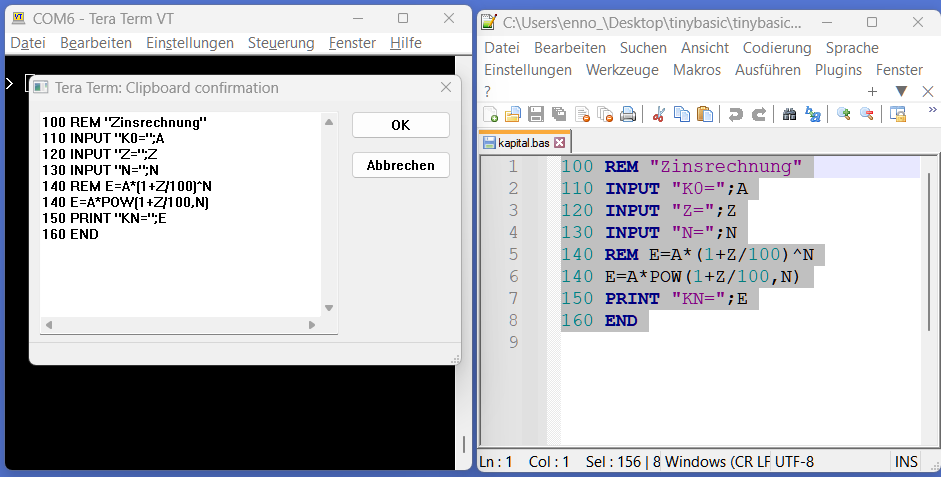 COM6 - Tera Term VT
Datei Bearbeiten Einstellungen Steuerung Fenster Hilfe
>
Tera Term: Clipboard confirmation
100 REM "Zinsrechnung"
110 INPUT "K0=";A
120 INPUT "Z=";Z
130 INPUT "N=";N
140 REM E=A*(1+Z/100)^N
140 E=A*POW(1+Z/100,N)
150 PRINT "KN=";E
160 END
OK
Abbrechen
C:\Users\enno_\Desktop\tinybasic\tinybasic...
Datei Bearbeiten Suchen Ansicht Codierung Sprache
Einstellungen Werkzeuge Makros Ausführen Plugins Fenster
?
kapital.bas
1 100 REM "Zinsrechnung"
2 110 INPUT "K0=";A
3 120 INPUT "Z=";Z
4 130 INPUT "N=";N
5 140 REM E=A*(1+Z/100)^N
6 140 E=A*POW(1+Z/100,N)
7 150 PRINT "KN=";E
8 160 END
9
Ln : 1 Col : 1 Sel : 156 | 8 Windows (CR LF UTF-8 INS